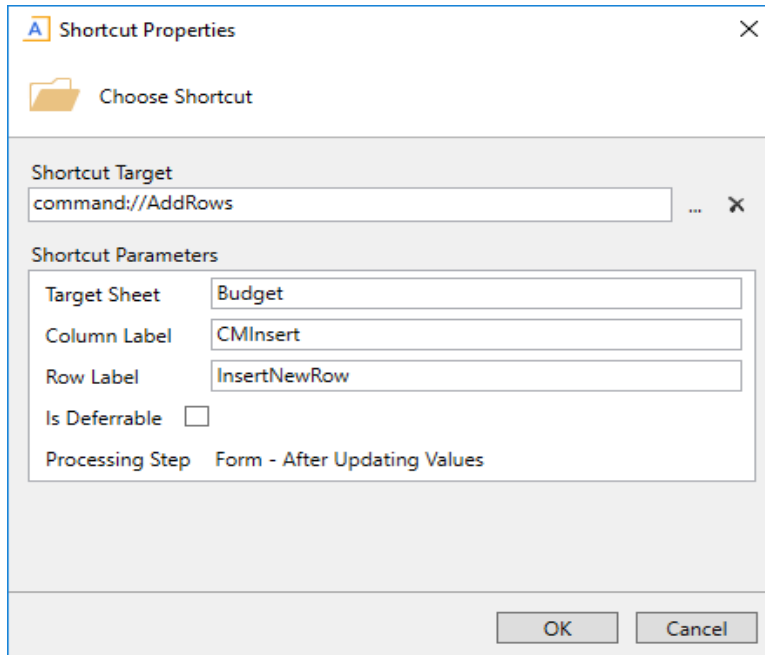 A Shortcut Properties
Choose Shortcut
Shortcut Target
command://AddRows ...
Shortcut Parameters
Target Sheet Budget
Column Label CMInsert
Row Label InsertNewRow
Is Deferrable
Processing Step Form - After Updating Values
OK Cancel